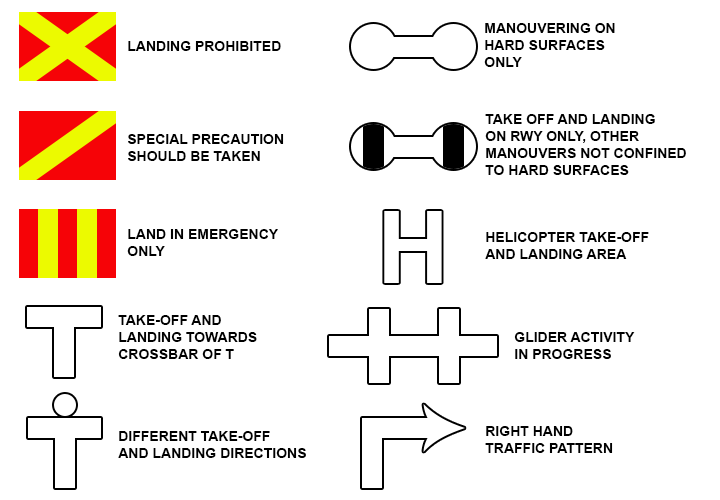 LANDING PROHIBITED
SPECIAL PRECAUTION
SHOULD BE TAKEN
LAND IN EMERGENCY
ONLY
TAKE-OFF AND
LANDING TOWARDS
CROSSBAR OF T
DIFFERENT TAKE-OFF
AND LANDING DIRECTIONS
MANOUVERING ON
HARD SURFACES
ONLY
TAKE OFF AND LANDING
ON RWY ONLY, OTHER
MANOUVERS NOT CONFINED
TO HARD SURFACES
HELICOPTER TAKE-OFF
AND LANDING AREA
GLIDER ACTIVITY
IN PROGRESS
RIGHT HAND
TRAFFIC PATTERN